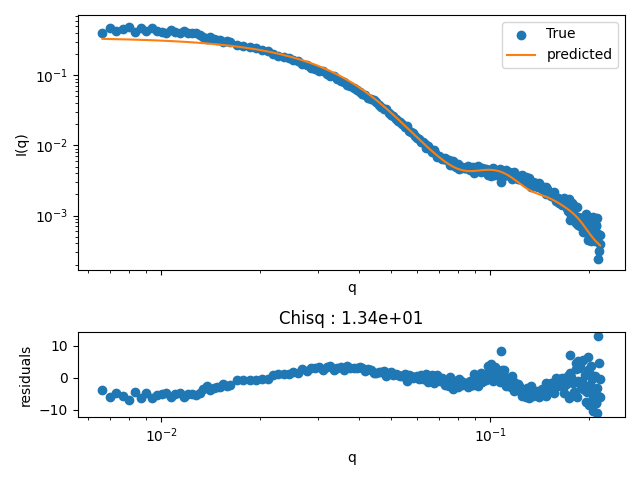 True
predicted
10⁻¹
10⁻²
10⁻³
I(q)
q
Chisq : 1.34e+01
10
0
−10
residuals
10⁻² 10⁻¹
q